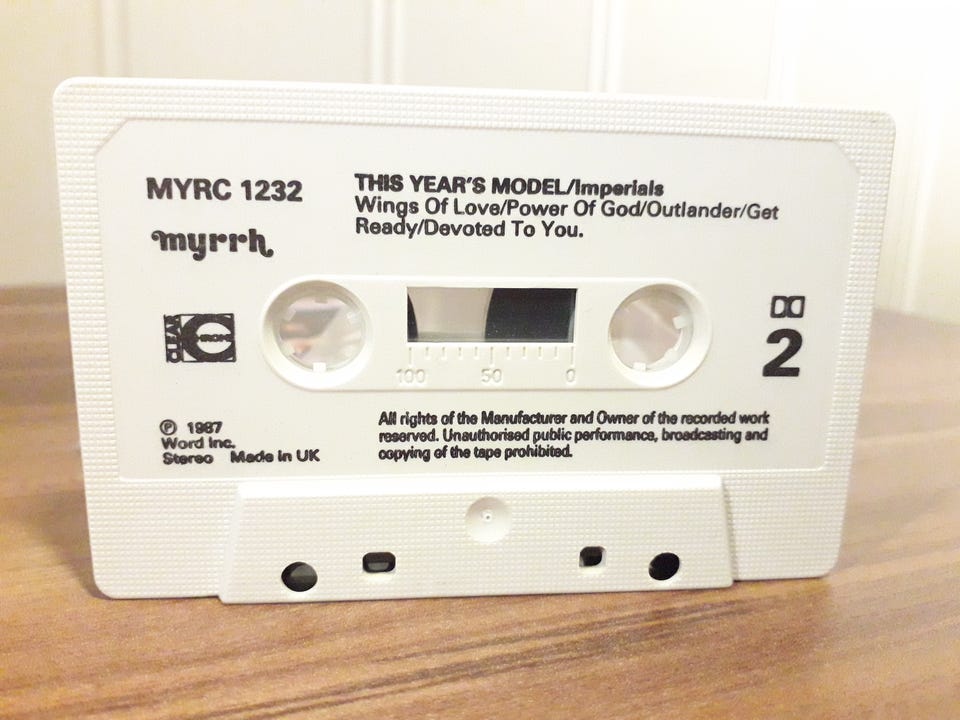 MYRC 1232
myrrh
THIS YEAR'S MODEL/Imperials
Wings Of Love/Power Of God/Outlander/Get
Ready/Devoted To You.
CHROM
100 50 0
2
℗ 1987
Word Inc.
Stereo Made in UK
All rights of the Manufacturer and Owner of the recorded work
reserved. Unauthorised public performance, broadcasting and
copying of the tape prohibited.